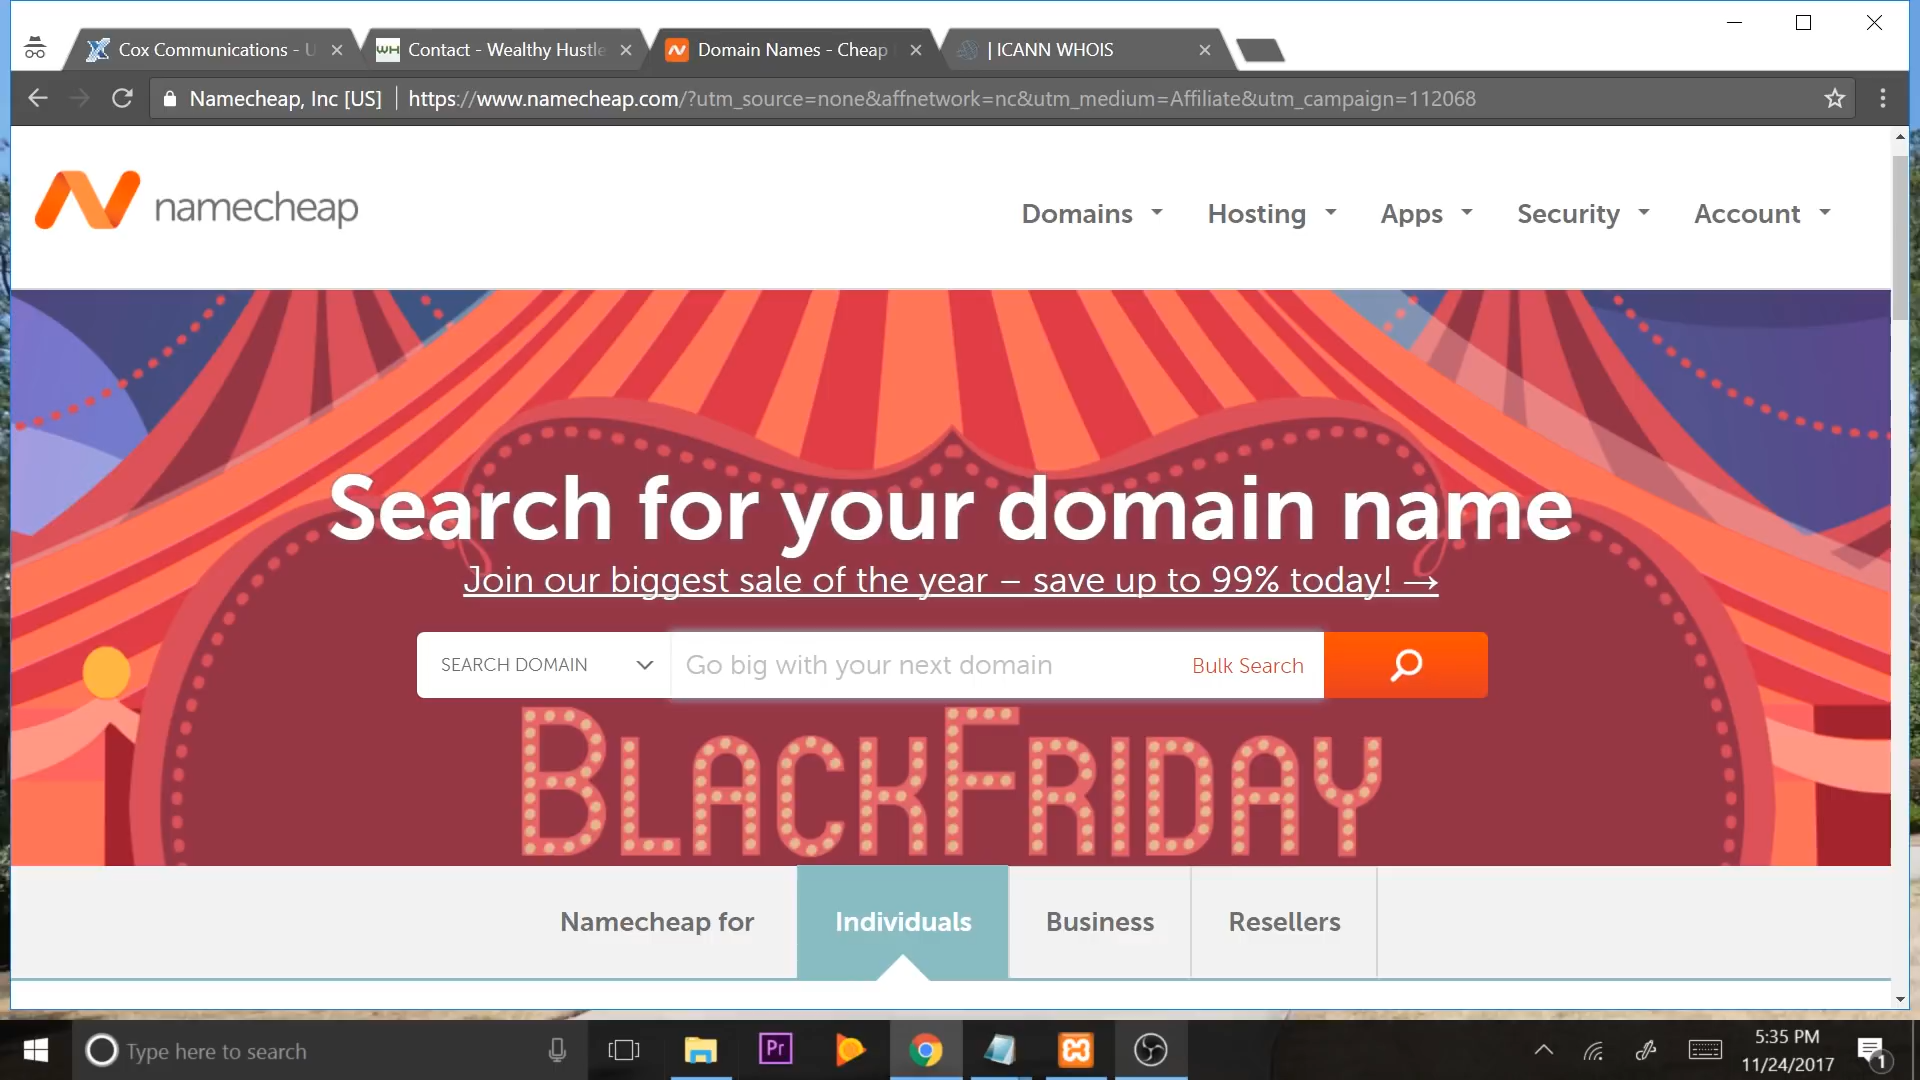 Cox Communications - U
Contact - Wealthy Hustle
Domain Names - Cheap
| ICANN WHOIS
Namecheap, Inc [US]
https://www.namecheap.com/?utm_source=none&affnetwork=nc&utm_medium=Affiliate&utm_campaign=112068
namecheap
Domains
Hosting
Apps
Security
Account
Search for your domain name
Join our biggest sale of the year – save up to 99% today! →
SEARCH DOMAIN
Go big with your next domain
Bulk Search
BLACKFRIDAY
Namecheap for
Individuals
Business
Resellers
Type here to search
Pr
5:35 PM
11/24/2017
1